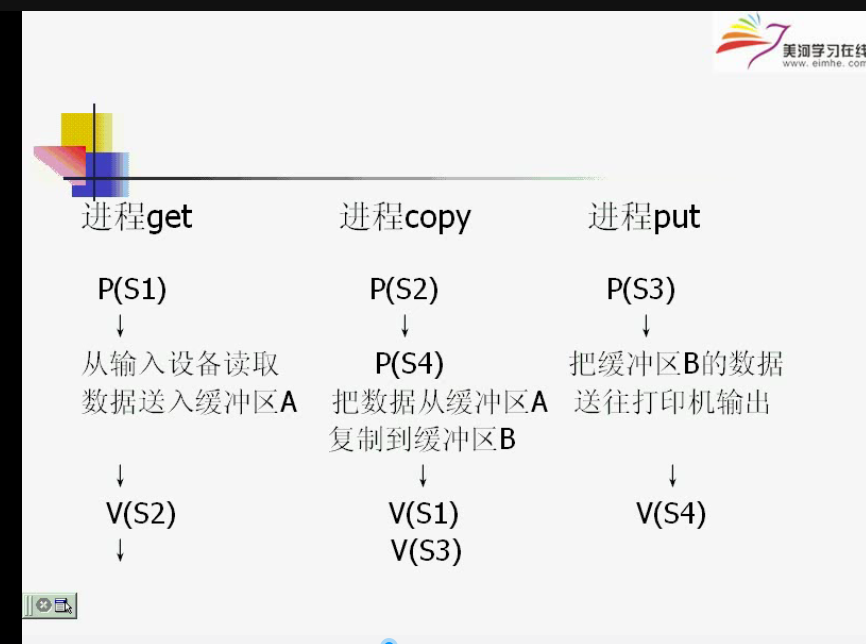 美河学习在线
www. eimhe. com
进程get 进程copy 进程put
P(S1) P(S2) P(S3)
↓ ↓ ↓
从输入设备读取 P(S4) 把缓冲区B的数据
数据送入缓冲区A 把数据从缓冲区A 送往打印机输出
复制到缓冲区B
↓ ↓ ↓
V(S2) V(S1) V(S4)
↓ V(S3)